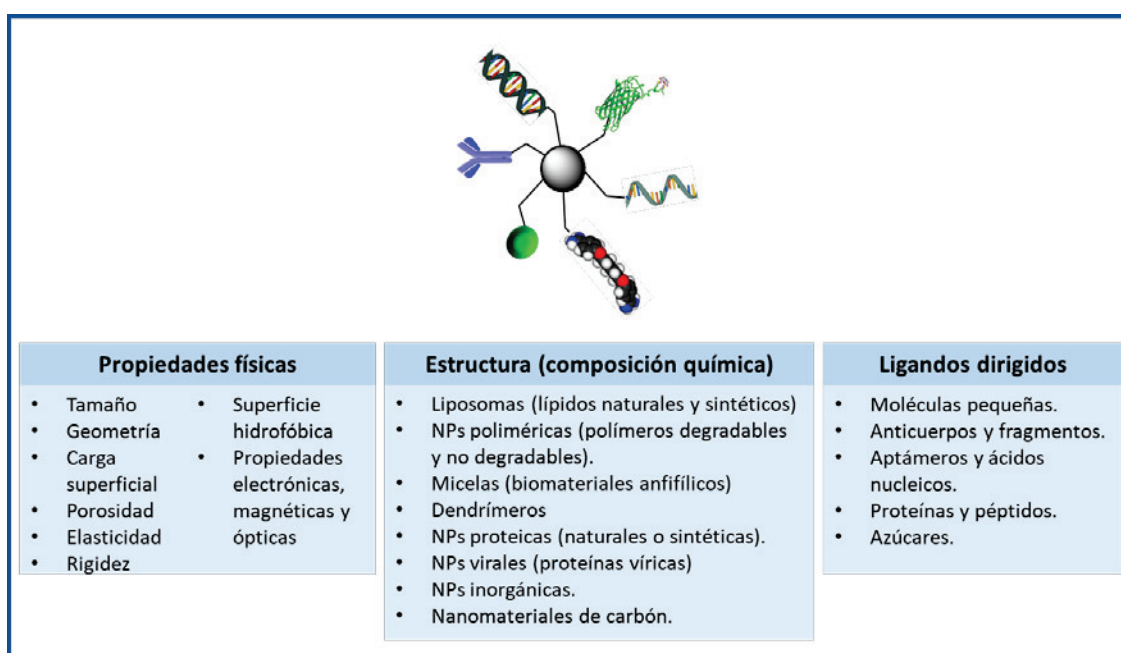 Propiedades físicas
• Tamaño
• Geometría
• Carga
superficial
• Porosidad
• Elasticidad
• Rigidez
• Superficie
hidrofóbica
• Propiedades
electrónicas,
magnéticas y
ópticas
Estructura (composición química)
• Liposomas (lípidos naturales y sintéticos)
• NPs poliméricas (polímeros degradables
y no degradables).
• Micelas (biomateriales anfifílicos)
• Dendrímeros
• NPs proteicas (naturales o sintéticas).
• NPs virales (proteínas víricas)
• NPs inorgánicas.
• Nanomateriales de carbón.
Ligandos dirigidos
• Moléculas pequeñas.
• Anticuerpos y fragmentos.
• Aptámeros y ácidos
nucleicos.
• Proteínas y péptidos.
• Azúcares.